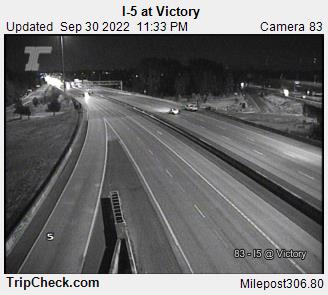 I-5 at Victory
Updated Sep 30 2022 11:33 PM Camera 83
S
83 - I5 @ Victory
TripCheck.com Milepost306.80